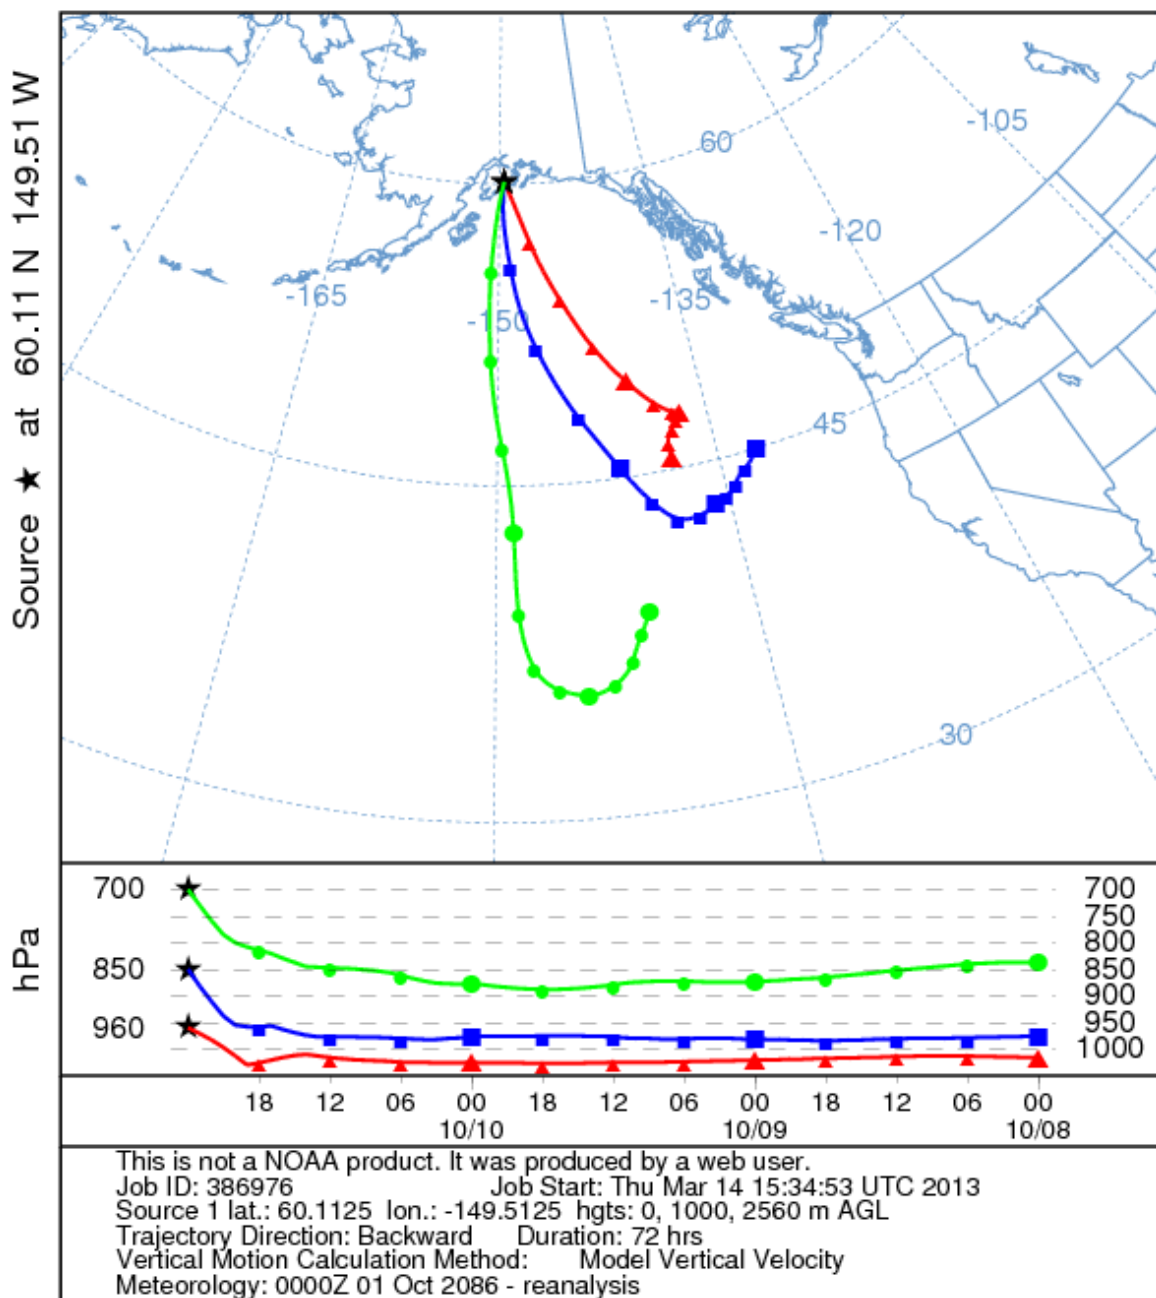 Source ★ at 60.11 N 149.51 W
-105
60
-120
-165
-135
-150
45
30
hPa
700 700
750
800
850 850
900
960 950
1000
18 12 06 00 18 12 06 00 18 12 06 00
10/10 10/09 10/08
This is not a NOAA product. It was produced by a web user.
Job ID: 386976 Job Start: Thu Mar 14 15:34:53 UTC 2013
Source 1 lat.: 60.1125 lon.: -149.5125 hgts: 0, 1000, 2560 m AGL
Trajectory Direction: Backward Duration: 72 hrs
Vertical Motion Calculation Method: Model Vertical Velocity
Meteorology: 0000Z 01 Oct 2086 - reanalysis